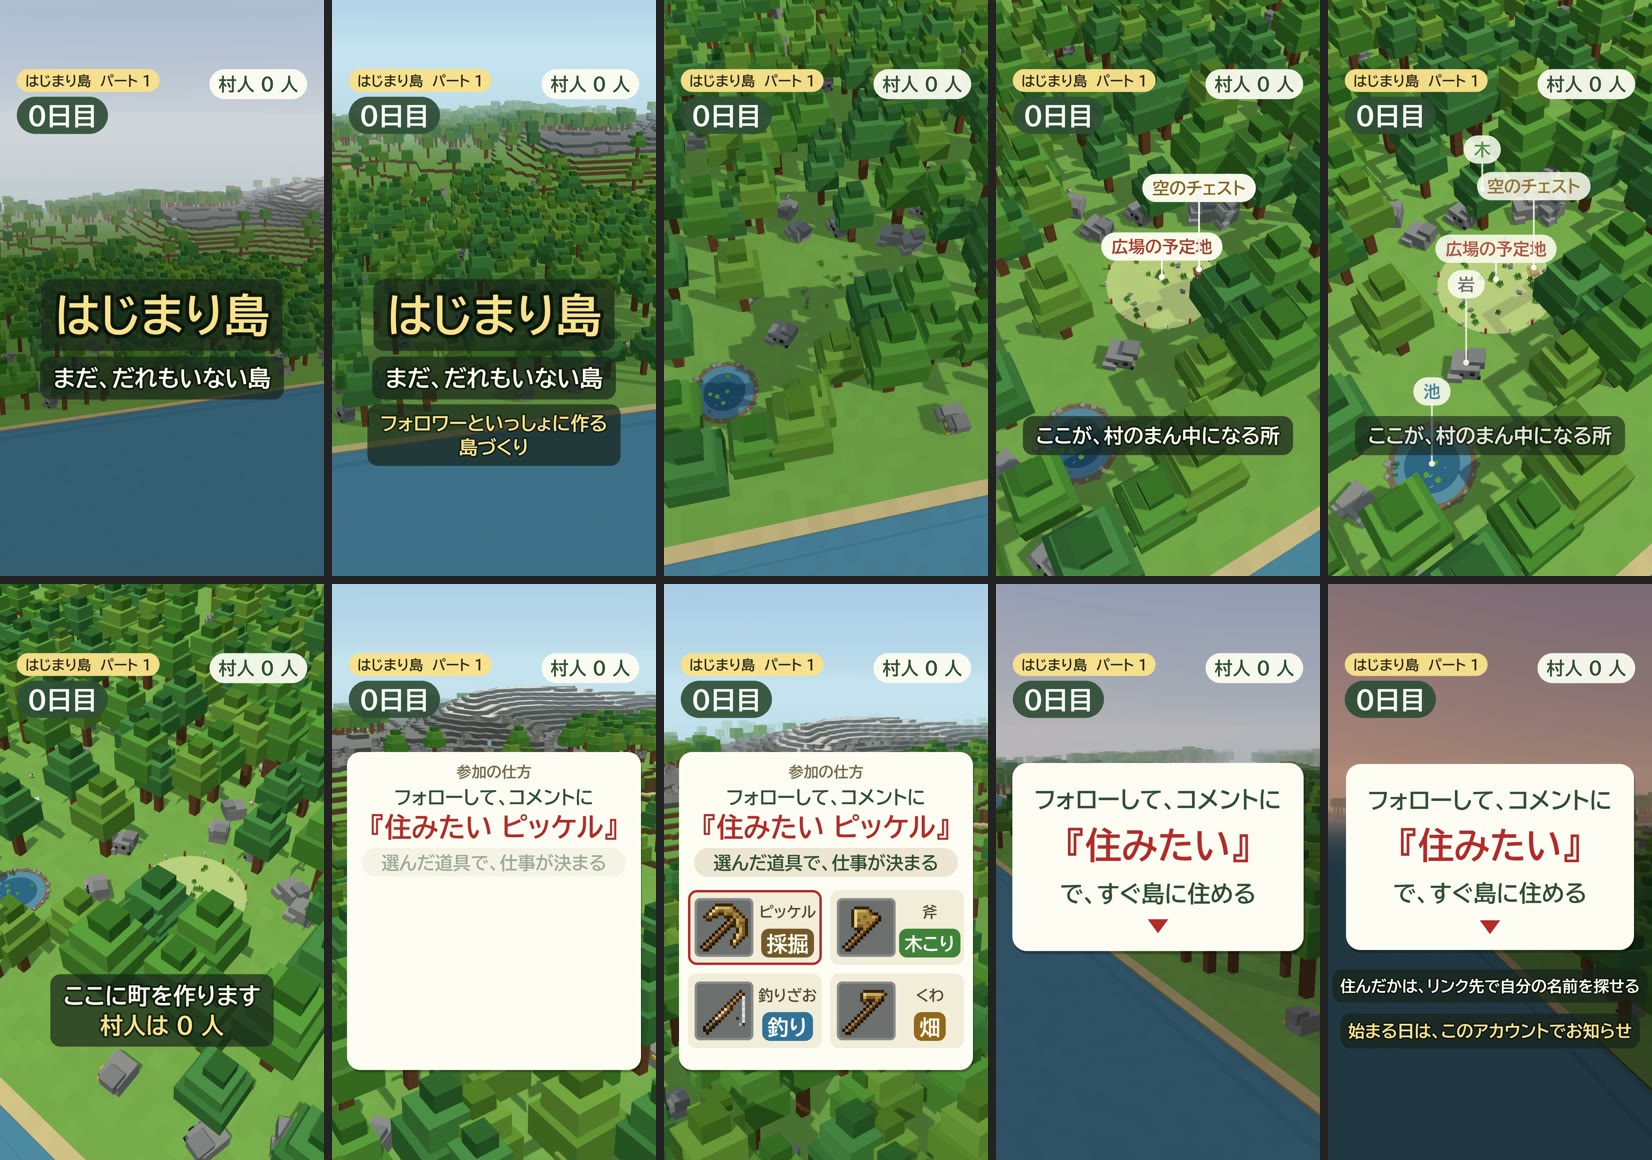 はじまり島 パート1
村人 0 人
0日目
はじまり島
まだ、だれもいない島
はじまり島 パート1
村人 0 人
0日目
はじまり島
まだ、だれもいない島
フォロワーといっしょに作る
島づくり
はじまり島 パート1
村人 0 人
0日目
はじまり島 パート1
村人 0 人
0日目
空のチェスト
広場の予定地
ここが、村のまん中になる所
はじまり島 パート1
村人 0 人
0日目
木
空のチェスト
広場の予定地
岩
池
ここが、村のまん中になる所
はじまり島 パート1
村人 0 人
0日目
ここに町を作ります
村人は 0 人
はじまり島 パート1
村人 0 人
0日目
参加の仕方
フォローして、コメントに
『住みたい ピッケル』
選んだ道具で、仕事が決まる
はじまり島 パート1
村人 0 人
0日目
参加の仕方
フォローして、コメントに
『住みたい ピッケル』
選んだ道具で、仕事が決まる
ピッケル
採掘
斧
木こり
釣りざお
釣り
くわ
畑
はじまり島 パート1
村人 0 人
0日目
フォローして、コメントに
『住みたい』
で、すぐ島に住める
はじまり島 パート1
村人 0 人
0日目
フォローして、コメントに
『住みたい』
で、すぐ島に住める
住んだかは、リンク先で自分の名前を探せる
始まる日は、このアカウントでお知らせ